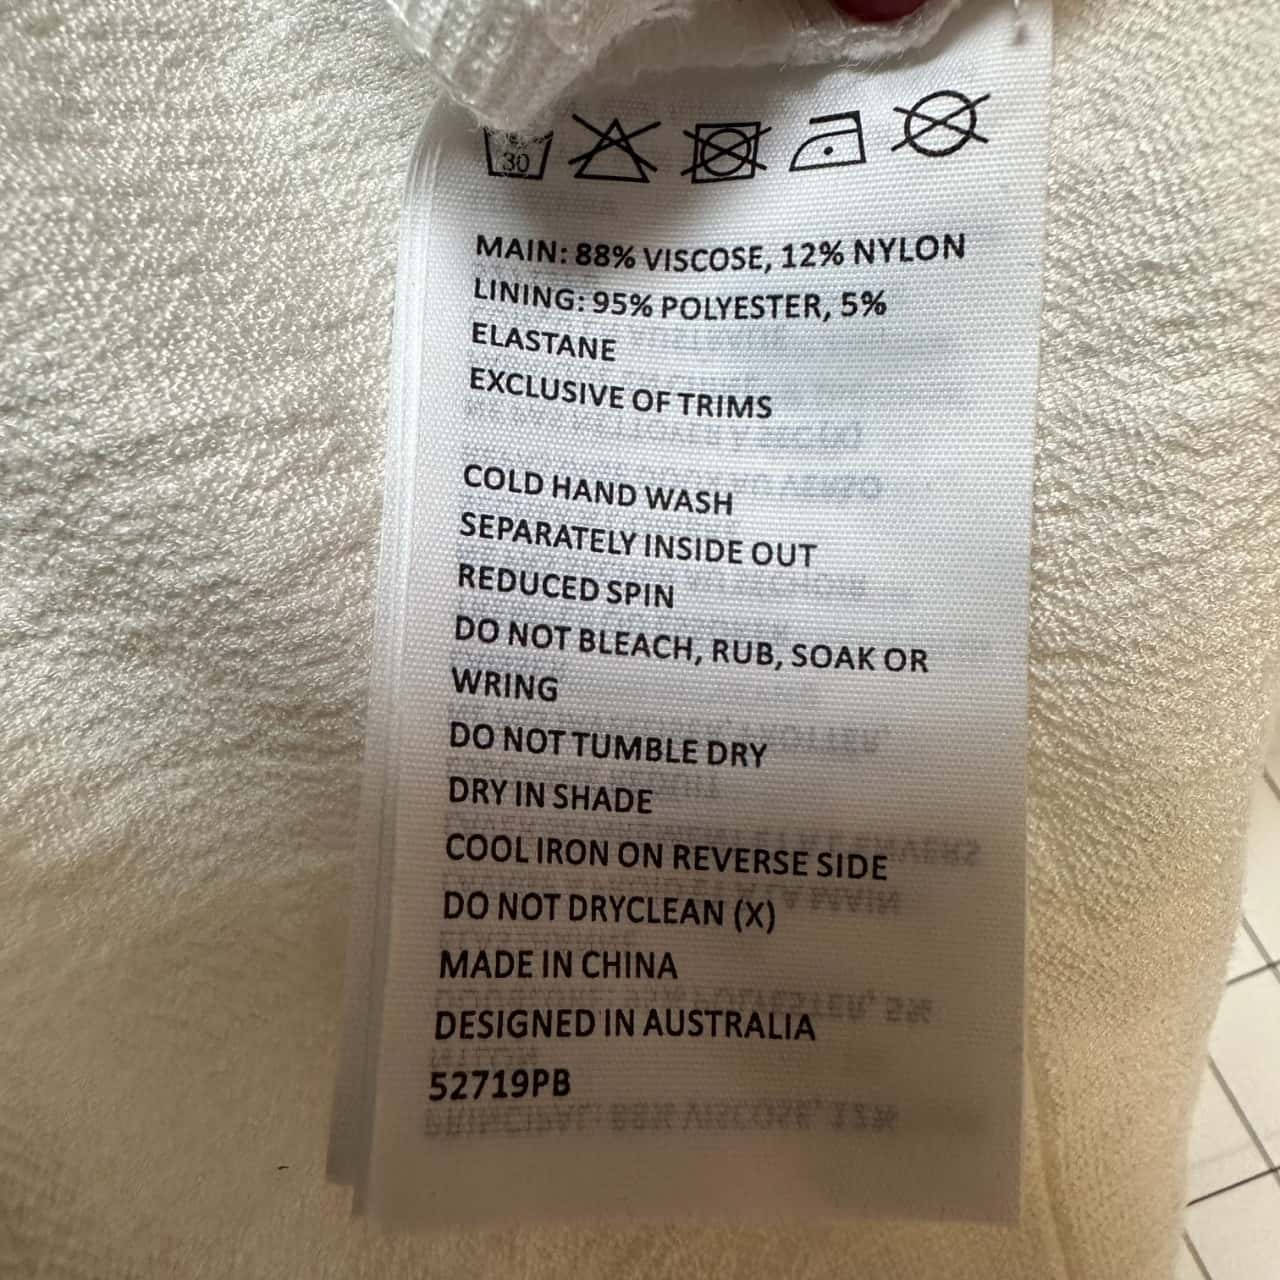 30
MAIN: 88% VISCOSE, 12% NYLON
LINING: 95% POLYESTER, 5%
ELASTANE
EXCLUSIVE OF TRIMS
COLD HAND WASH
SEPARATELY INSIDE OUT
REDUCED SPIN
DO NOT BLEACH, RUB, SOAK OR
WRING
DO NOT TUMBLE DRY
DRY IN SHADE
COOL IRON ON REVERSE SIDE
DO NOT DRYCLEAN (X)
MADE IN CHINA
DESIGNED IN AUSTRALIA
52719PB